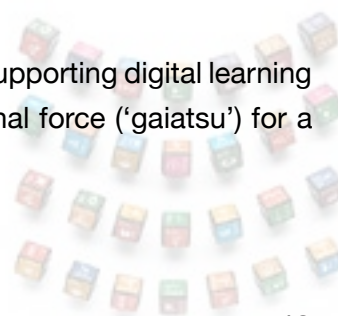 upporting digital learning
nal force (‘gaiatsu’) for a